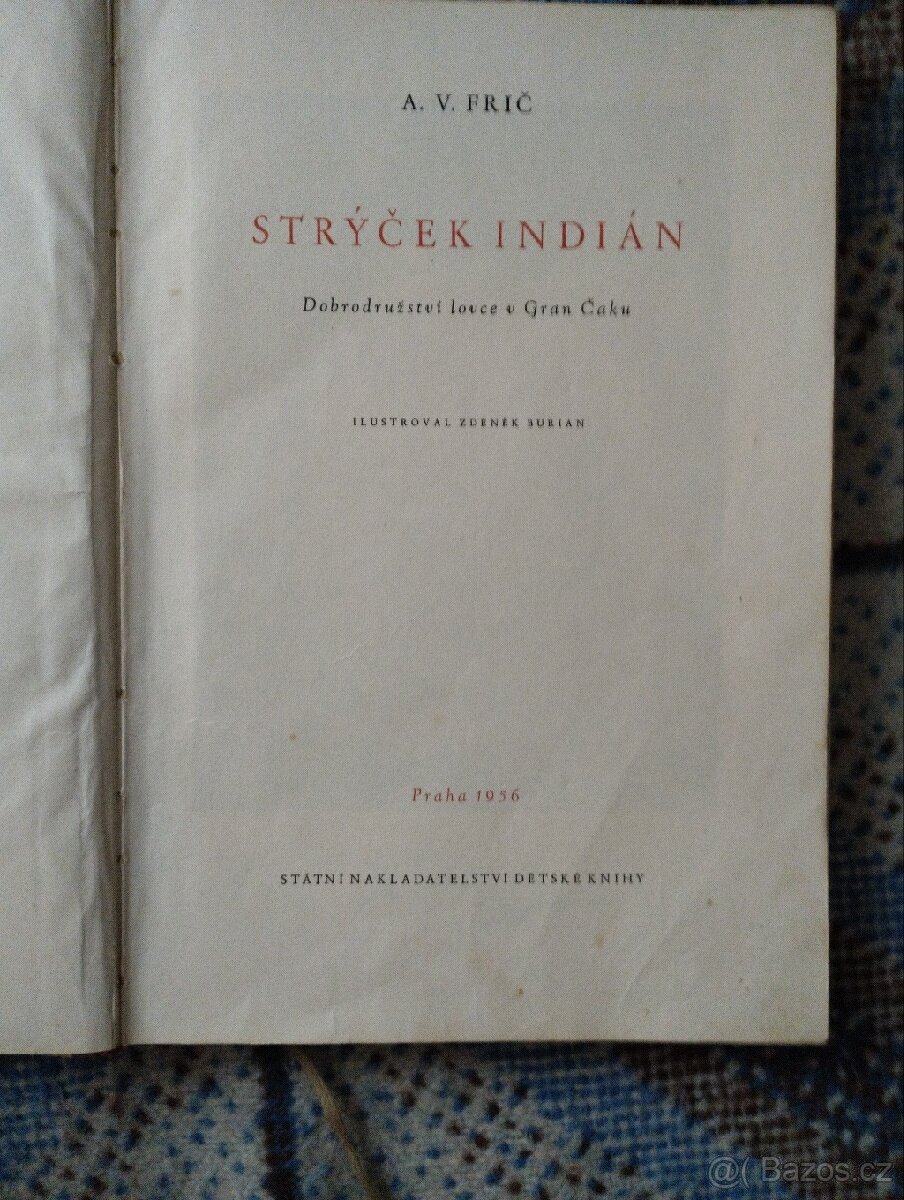 A. V. FRIČ
STRÝČEK INDIÁN
Dobrodružství lovce v Gran Čaku
ILUSTROVAL ZDENĚK BURIAN
Praha 1956
STÁTNÍ NAKLADATELSTVÍ DĚTSKÉ KNIHY
@( Bazos.cz